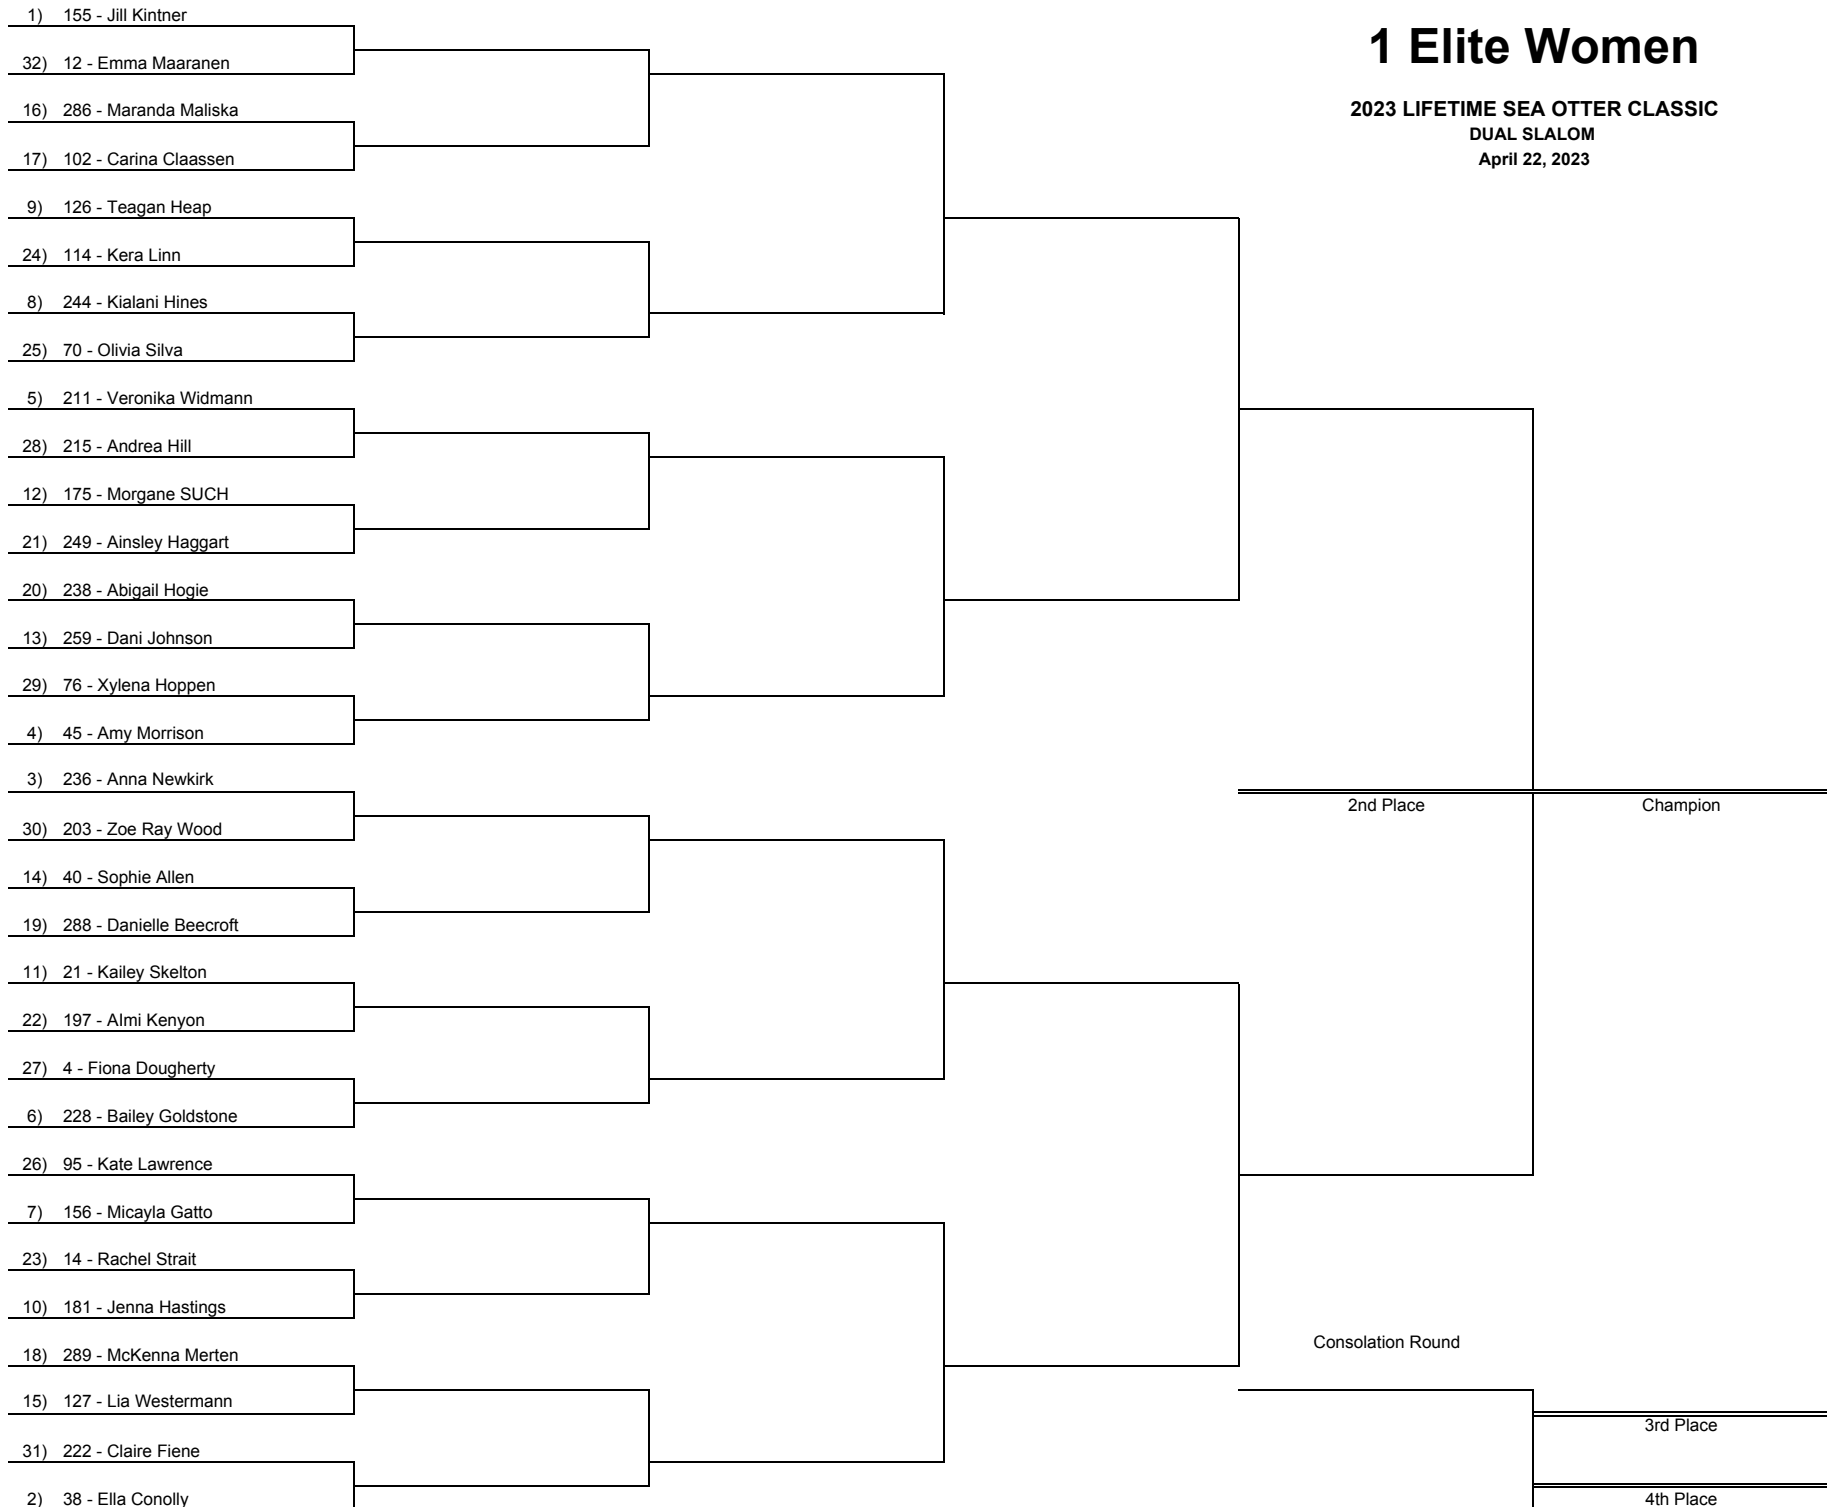 1) 155 - Jill Kintner
1 Elite Women
32) 12 - Emma Maaranen
2023 LIFETIME SEA OTTER CLASSIC
16) 286 - Maranda Maliska
DUAL SLALOM
17) 102 - Carina Claassen
April 22, 2023
9) 126 - Teagan Heap
24) 114 - Kera Linn
8) 244 - Kialani Hines
25) 70 - Olivia Silva
5) 211 - Veronika Widmann
28) 215 - Andrea Hill
12) 175 - Morgane SUCH
21) 249 - Ainsley Haggart
20) 238 - Abigail Hogie
13) 259 - Dani Johnson
29) 76 - Xylena Hoppen
4) 45 - Amy Morrison
3) 236 - Anna Newkirk
2nd Place
Champion
30) 203 - Zoe Ray Wood
14) 40 - Sophie Allen
19) 288 - Danielle Beecroft
11) 21 - Kailey Skelton
22) 197 - Almi Kenyon
27) 4 - Fiona Dougherty
6) 228 - Bailey Goldstone
26) 95 - Kate Lawrence
7) 156 - Micayla Gatto
23) 14 - Rachel Strait
10) 181 - Jenna Hastings
Consolation Round
18) 289 - McKenna Merten
15) 127 - Lia Westermann
3rd Place
31) 222 - Claire Fiene
2) 38 - Ella Conolly
4th Place